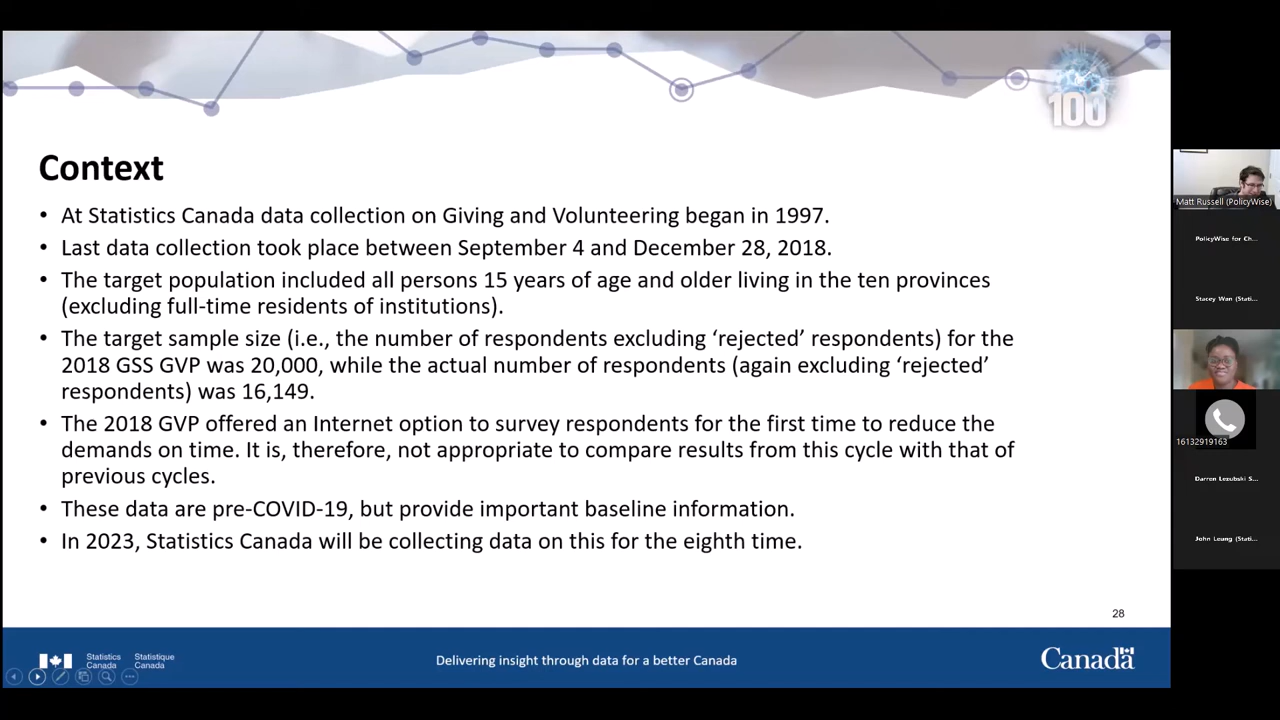 100
Context
• At Statistics Canada data collection on Giving and Volunteering began in 1997.
• Last data collection took place between September 4 and December 28, 2018.
• The target population included all persons 15 years of age and older living in the ten provinces
(excluding full-time residents of institutions).
• The target sample size (i.e., the number of respondents excluding ‘rejected’ respondents) for the
2018 GSS GVP was 20,000, while the actual number of respondents (again excluding ‘rejected’
respondents) was 16,149.
• The 2018 GVP offered an Internet option to survey respondents for the first time to reduce the
demands on time. It is, therefore, not appropriate to compare results from this cycle with that of
previous cycles.
• These data are pre-COVID-19, but provide important baseline information.
• In 2023, Statistics Canada will be collecting data on this for the eighth time.
28
Statistics
Canada
Statistique
Canada
Delivering insight through data for a better Canada
Canada
Matt Russell (PolicyWise)
PolicyWise for Ch...
Stacey Wan (Stati...
16132919163
Darren Lezubski S...
John Leung (Stati...